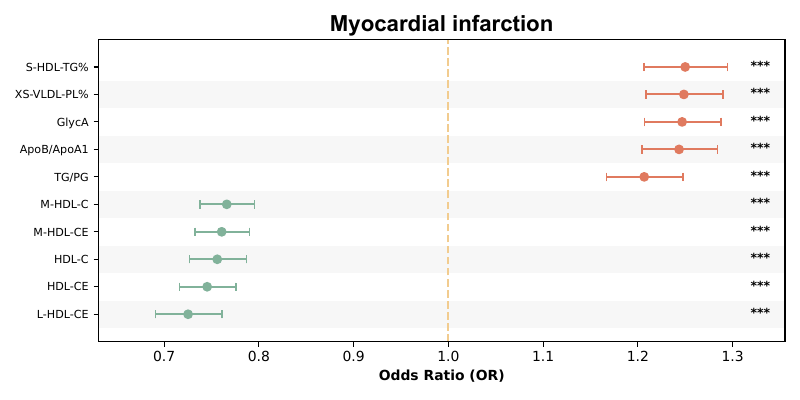 Myocardial infarction
S-HDL-TG% ***
XS-VLDL-PL% ***
GlycA ***
ApoB/ApoA1 ***
TG/PG ***
M-HDL-C ***
M-HDL-CE ***
HDL-C ***
HDL-CE ***
L-HDL-CE ***
0.7 0.8 0.9 1.0 1.1 1.2 1.3
Odds Ratio (OR)